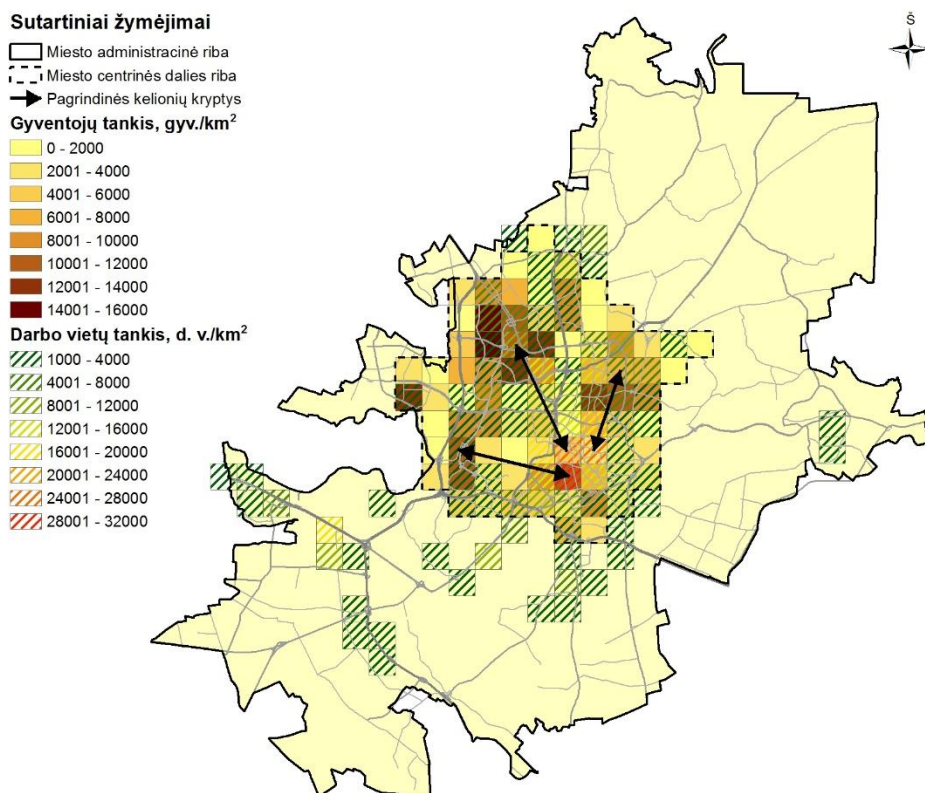 Sutartiniai žymėjimai
Miesto administracinė riba
Miesto centrinės dalies riba
Pagrindinės kelionių kryptys
Gyventojų tankis, gyv./km²
0 - 2000
2001 - 4000
4001 - 6000
6001 - 8000
8001 - 10000
10001 - 12000
12001 - 14000
14001 - 16000
Darbo vietų tankis, d. v./km²
1000 - 4000
4001 - 8000
8001 - 12000
12001 - 16000
16001 - 20000
20001 - 24000
24001 - 28000
28001 - 32000
Š